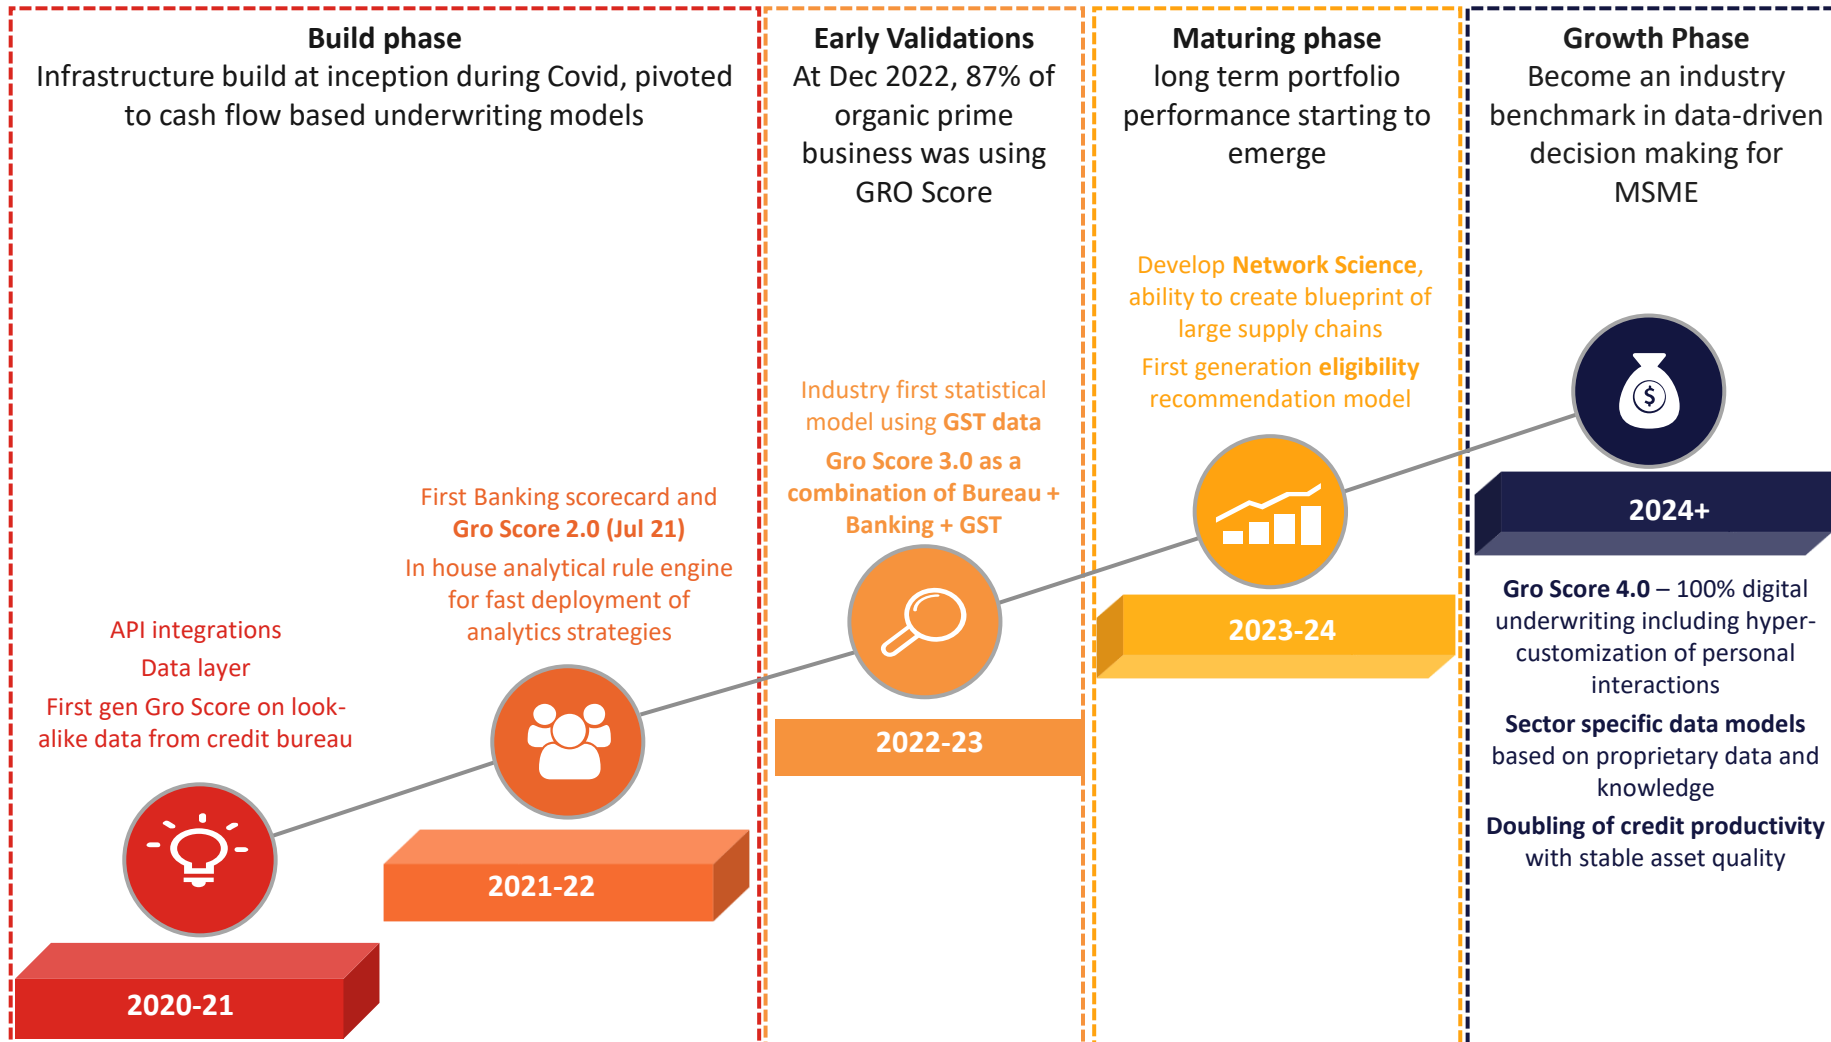 Build phase
Infrastructure build at inception during Covid, pivoted
to cash flow based underwriting models
API integrations
Data layer
First gen Gro Score on look-
alike data from credit bureau
2020-21
First Banking scorecard and
Gro Score 2.0 (Jul 21)
In house analytical rule engine
for fast deployment of
analytics strategies
2021-22
Early Validations
At Dec 2022, 87% of
organic prime
business was using
GRO Score
Industry first statistical
model using GST data
Gro Score 3.0 as a
combination of Bureau +
Banking + GST
2022-23
Maturing phase
long term portfolio
performance starting to
emerge
Develop Network Science,
ability to create blueprint of
large supply chains
First generation eligibility
recommendation model
2023-24
Growth Phase
Become an industry
benchmark in data-driven
decision making for
MSME
$
2024+
Gro Score 4.0 – 100% digital
underwriting including hyper-
customization of personal
interactions
Sector specific data models
based on proprietary data and
knowledge
Doubling of credit productivity
with stable asset quality